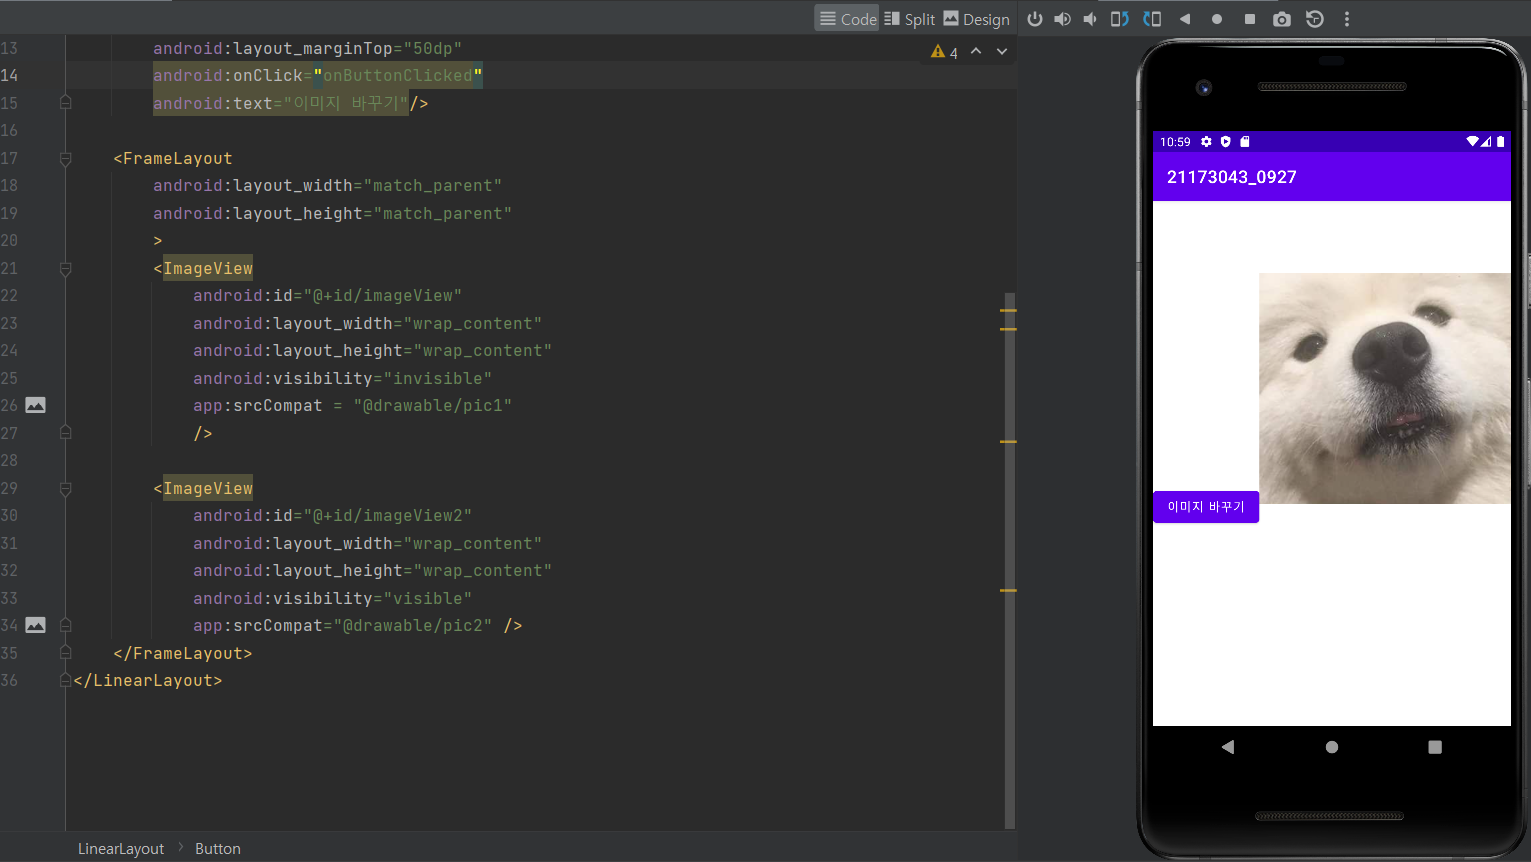 Code Split Design
13 android:layout_marginTop="50dp"
4
14 android:onClick="onButtonClicked"
15 android:text="이미지 바꾸기"/>
16
17 <FrameLayout
18 android:layout_width="match_parent"
19 android:layout_height="match_parent"
20 >
21 <ImageView
22 android:id="@+id/imageView"
23 android:layout_width="wrap_content"
24 android:layout_height="wrap_content"
25 android:visibility="invisible"
26 app:srcCompat = "@drawable/pic1"
27 />
28
29 <ImageView
30 android:id="@+id/imageView2"
31 android:layout_width="wrap_content"
32 android:layout_height="wrap_content"
33 android:visibility="visible"
34 app:srcCompat="@drawable/pic2" />
35 </FrameLayout>
36 </LinearLayout>
LinearLayout › Button
10:59
21173043_0927
이미지 바꾸기